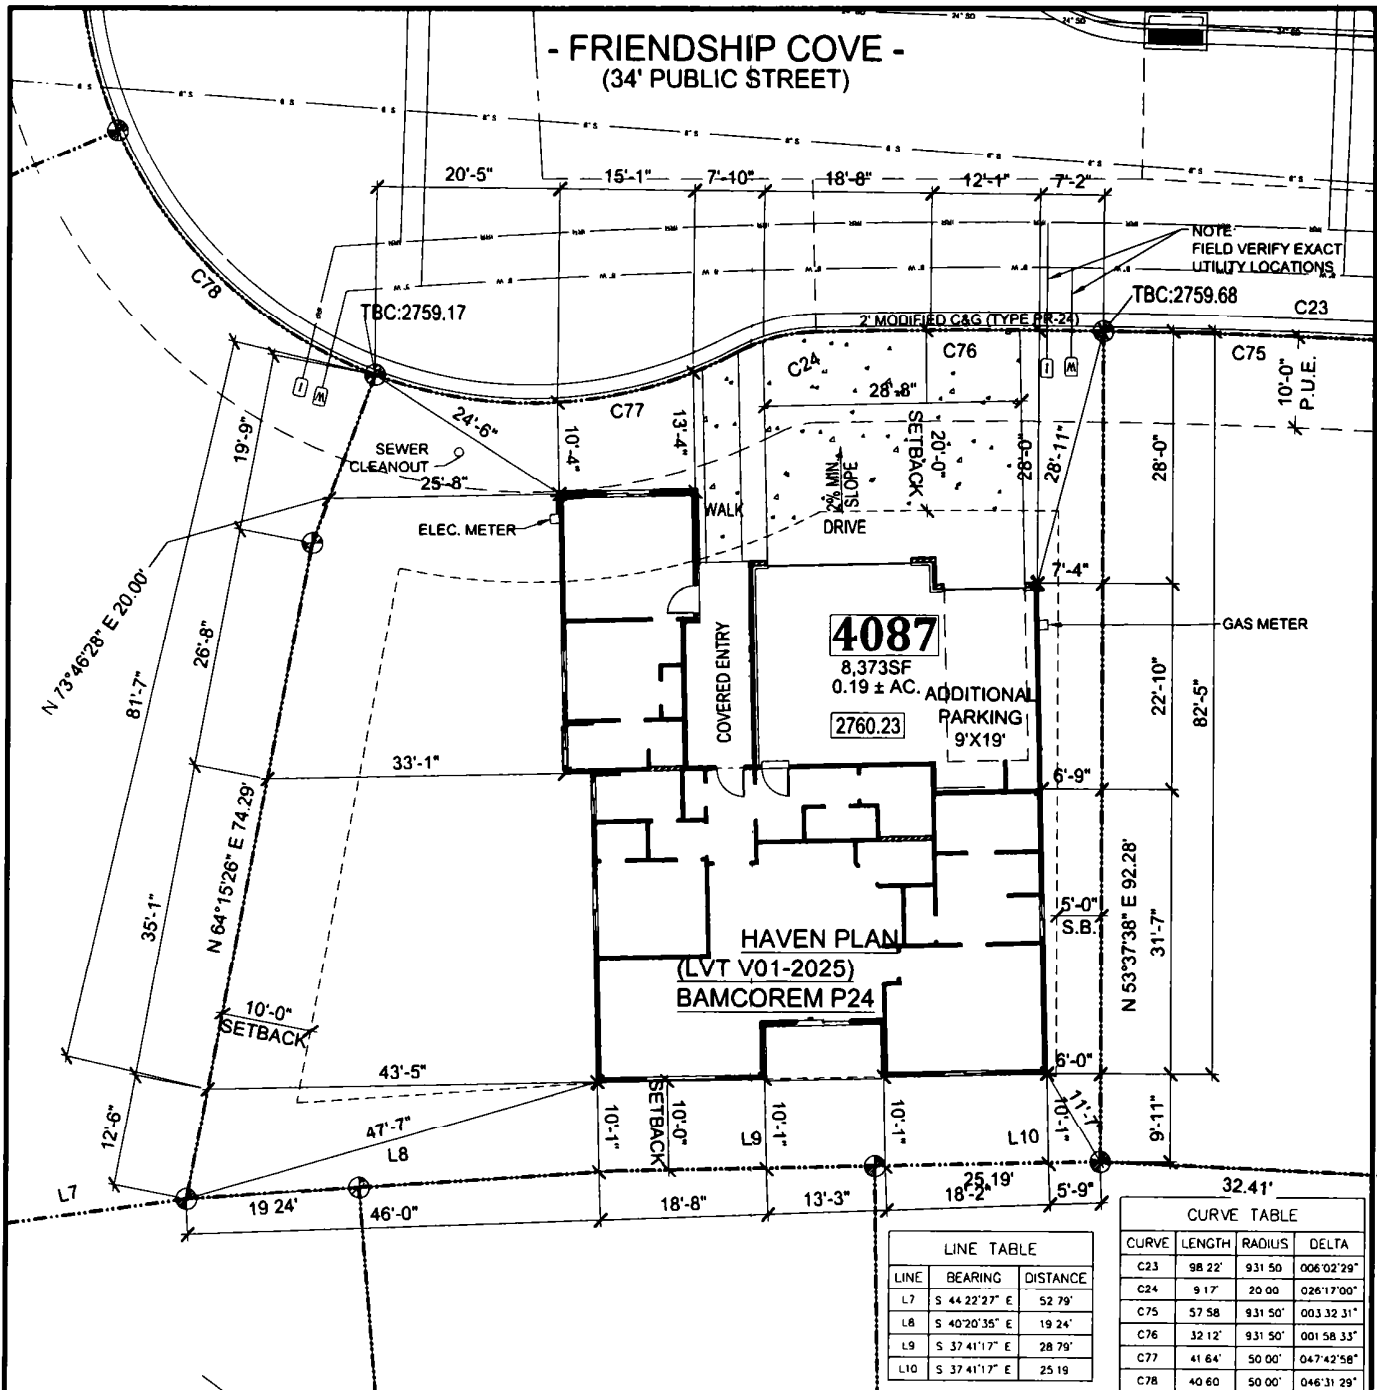 - FRIENDSHIP COVE -
(34' PUBLIC STREET)
24" SD
24" SD
20'-5"
15'-1"
7'-10"
18'-8"
12'-1"
7'-2"
NOTE
FIELD VERIFY EXACT
UTILITY LOCATIONS
C78
TBC:2759.17
TBC:2759.68
C23
2' MODIFIED C&G (TYPE PR-24)
C24
C76
C75
10'-0"
P.U.E.
28'-8"
C77
24'-6"
10'-4"
13'-4"
SETBACK
20'-0"
28'-0"
28'-11"
28'-0"
19'-9"
SEWER
CLEANOUT
25'-8"
2% MIN.
SLOPE
WALK
DRIVE
ELEC. METER
7'-4"
N 73°46'28" E 20.00'
26'-8"
81'-7"
COVERED ENTRY
4087
8,373SF
0.19 ± AC.
2760.23
ADDITIONAL
PARKING
9'X19'
GAS METER
22'-10"
82'-5"
33'-1"
6'-9"
N 64°15'26" E 74.29'
35'-1"
5'-0"
S.B.
N 53°37'38" E 92.28'
31'-7"
HAVEN PLAN
(LVT V01-2025)
BAMCOREM P24
10'-0"
SETBACK
43'-5"
6'-0"
12'-6"
47'-7"
L8
10'-1"
SETBACK
10'-0"
L9
10'-1"
10'-1"
L10
10'-1"
11'-7"
9'-11"
L7
19 24'
46'-0"
18'-8"
13'-3"
25.19'
18'-2"
5'-9"
32.41'
LINE TABLE
LINE BEARING DISTANCE
L7 S 44 22'27" E 52 79'
L8 S 40°20'35" E 19 24'
L9 S 37 41'17" E 28 79'
L10 S 37 41'17" E 25 19
CURVE TABLE
CURVE LENGTH RADIUS DELTA
C23 98 22' 931 50 006°02'29"
C24 9 17' 20 00 026°17'00"
C75 57 58 931 50' 003 32 31"
C76 32 12' 931 50' 001 58 33"
C77 41 64' 50 00' 047°42'58"
C78 40 60 50 00' 046°31 29"